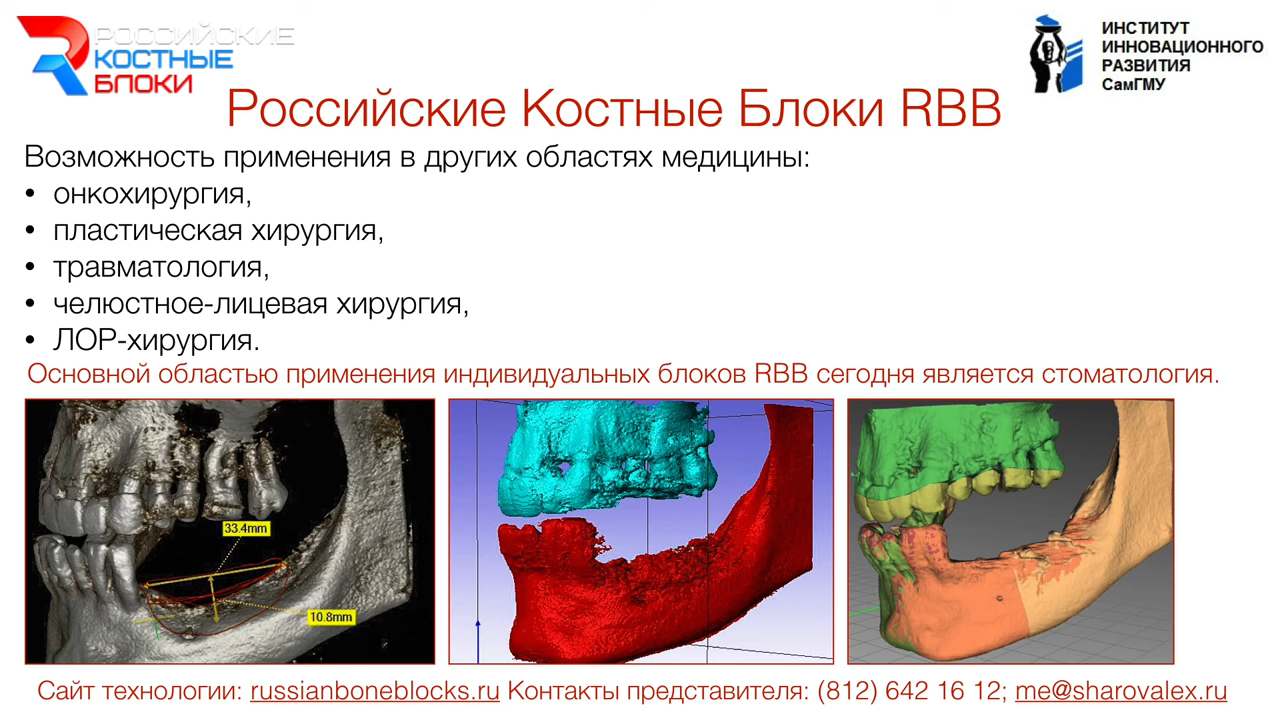 РОССИЙСКИЕ
КОСТНЫЕ
БЛОКИ
ИНСТИТУТ
ИННОВАЦИОННОГО
РАЗВИТИЯ
СамГМУ
Российские Костные Блоки RBB
Возможность применения в других областях медицины:
• онкохирургия,
• пластическая хирургия,
• травматология,
• челюстное-лицевая хирургия,
• ЛОР-хирургия.
Основной областью применения индивидуальных блоков RBB сегодня является стоматология.
33.4mm
10.8mm
Сайт технологии: russianboneblocks.ru Контакты представителя: (812) 642 16 12; me@sharovalex.ru